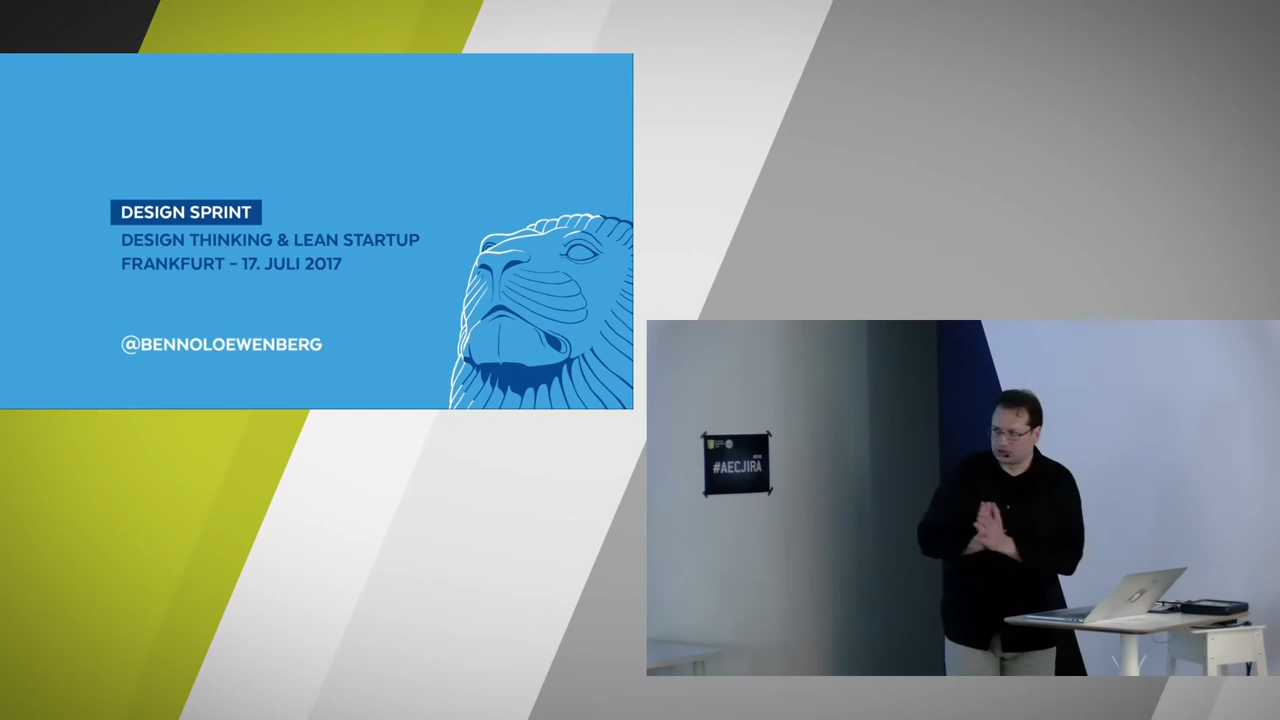 DESIGN SPRINT
DESIGN THINKING & LEAN STARTUP
FRANKFURT – 17. JULI 2017
@BENNOLOEWENBERG
#AECJIRA